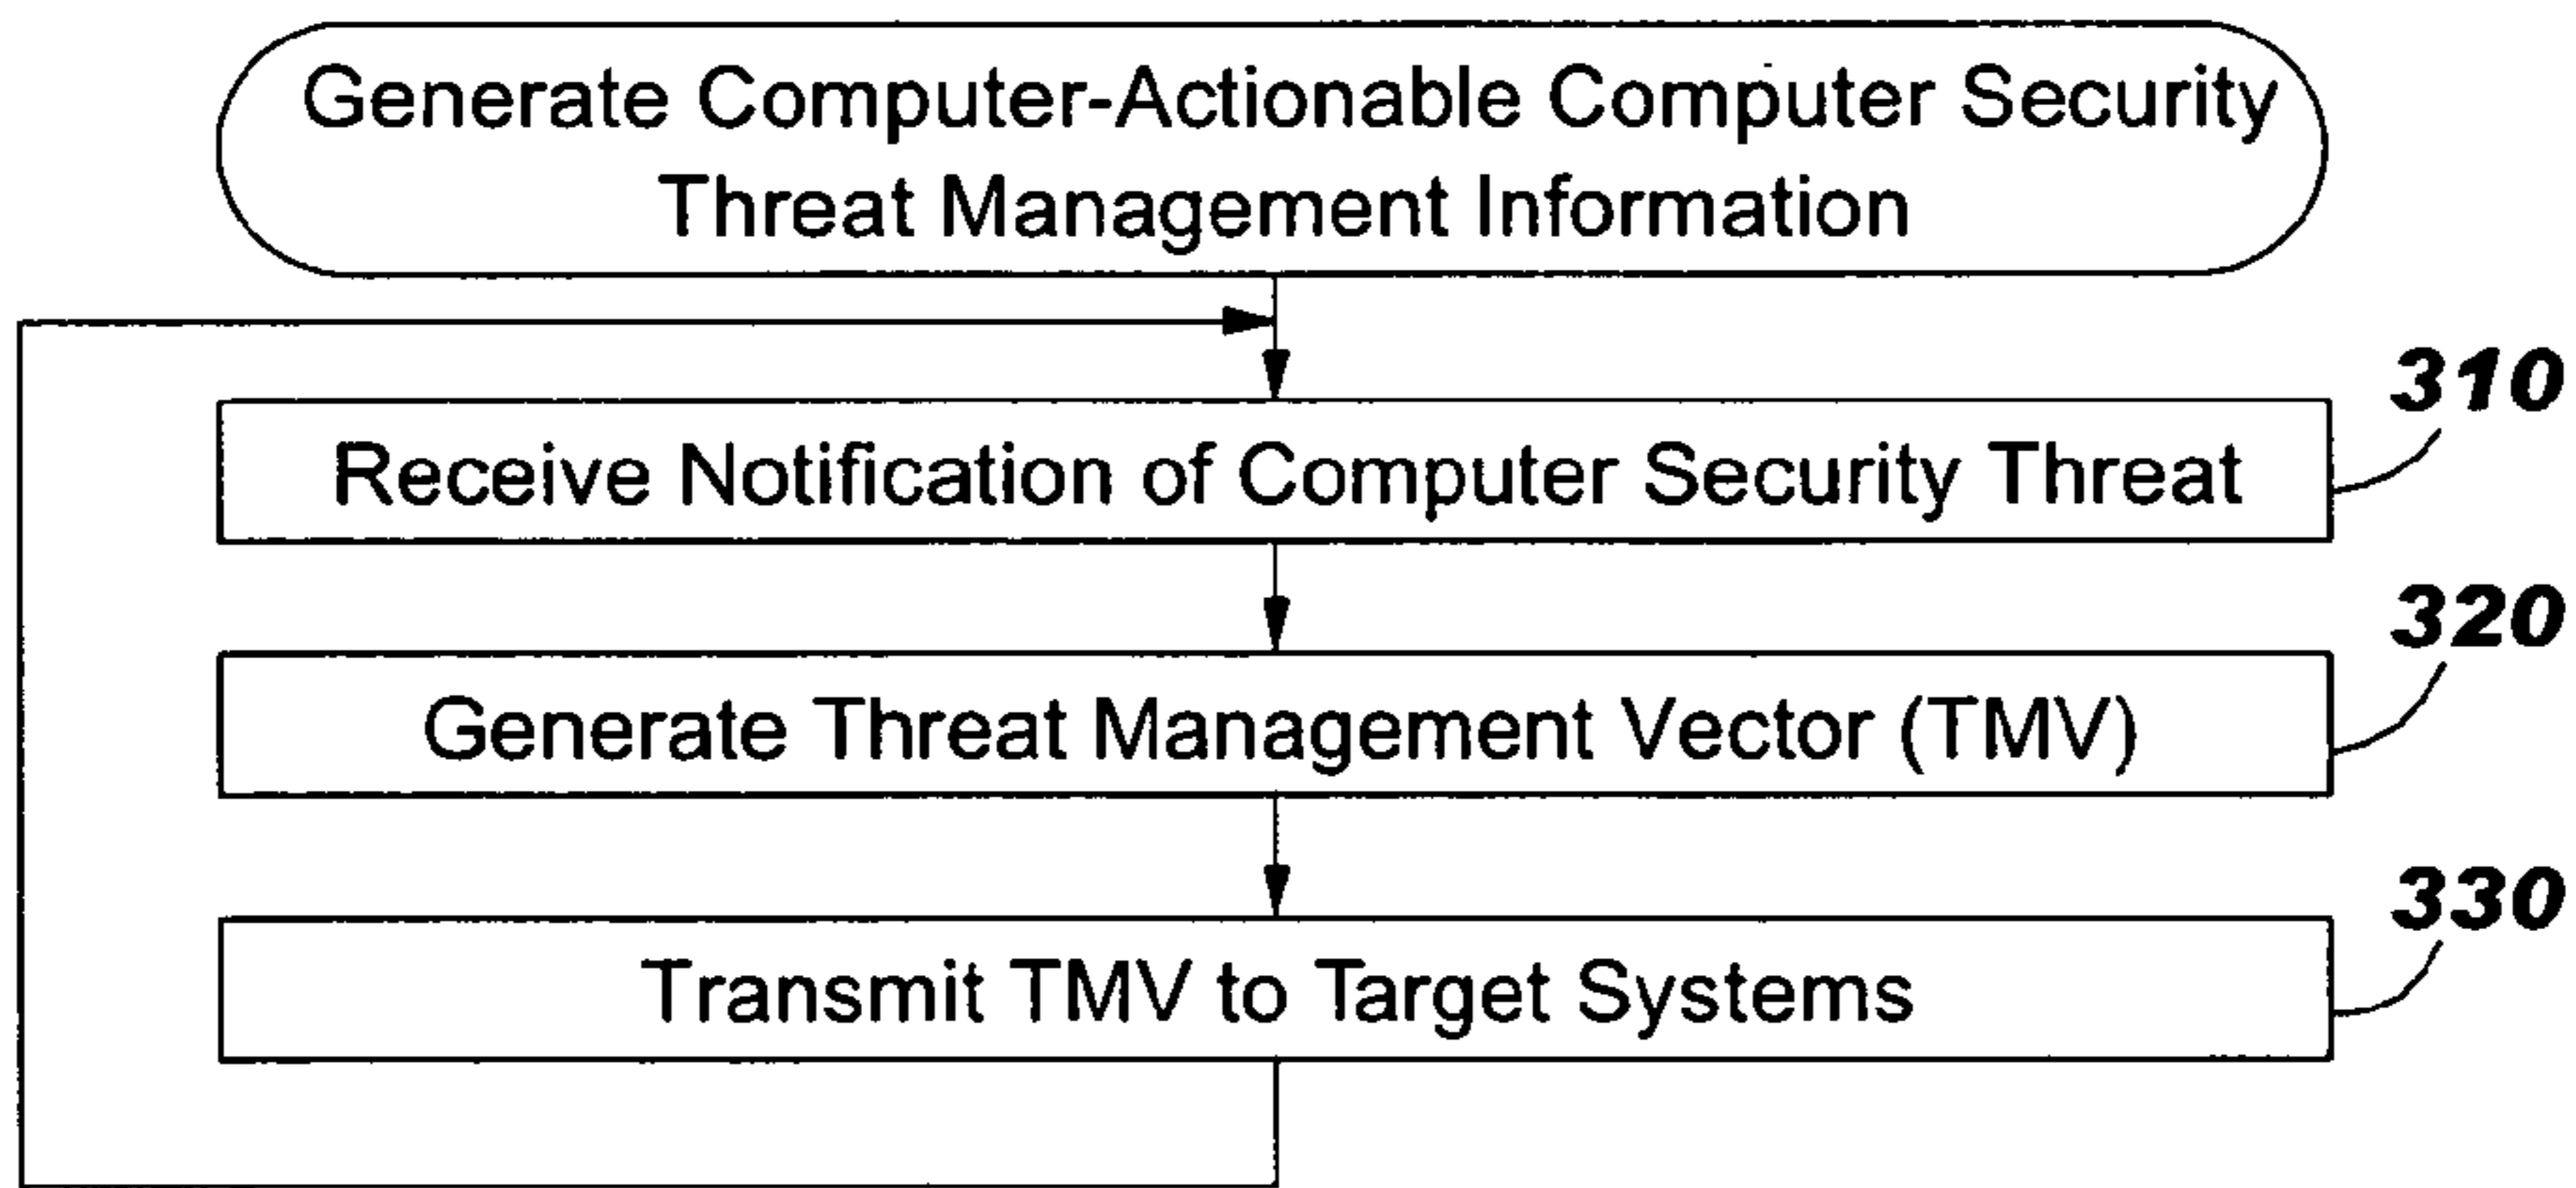 Generate Computer-Actionable Computer Security
Threat Management Information
310
Receive Notification of Computer Security Threat
320
Generate Threat Management Vector (TMV)
330
Transmit TMV to Target Systems